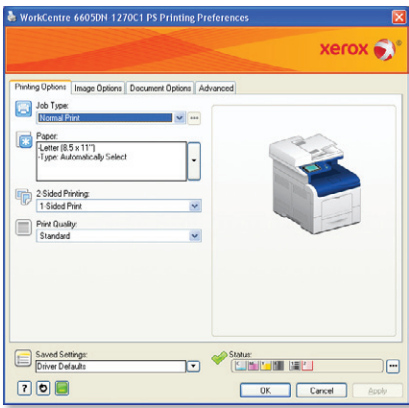 WorkCentre 6605DN 1270C1 PS Printing Preferences
xerox
Printing Options Image Options Document Options Advanced
Job Type:
Normal Print
Paper:
-Letter (8.5 x 11")
-Type: Automatically Select
2-Sided Printing:
1-Sided Print
Print Quality:
Standard
Saved Settings:
Driver Defaults
Status:
OK Cancel Apply